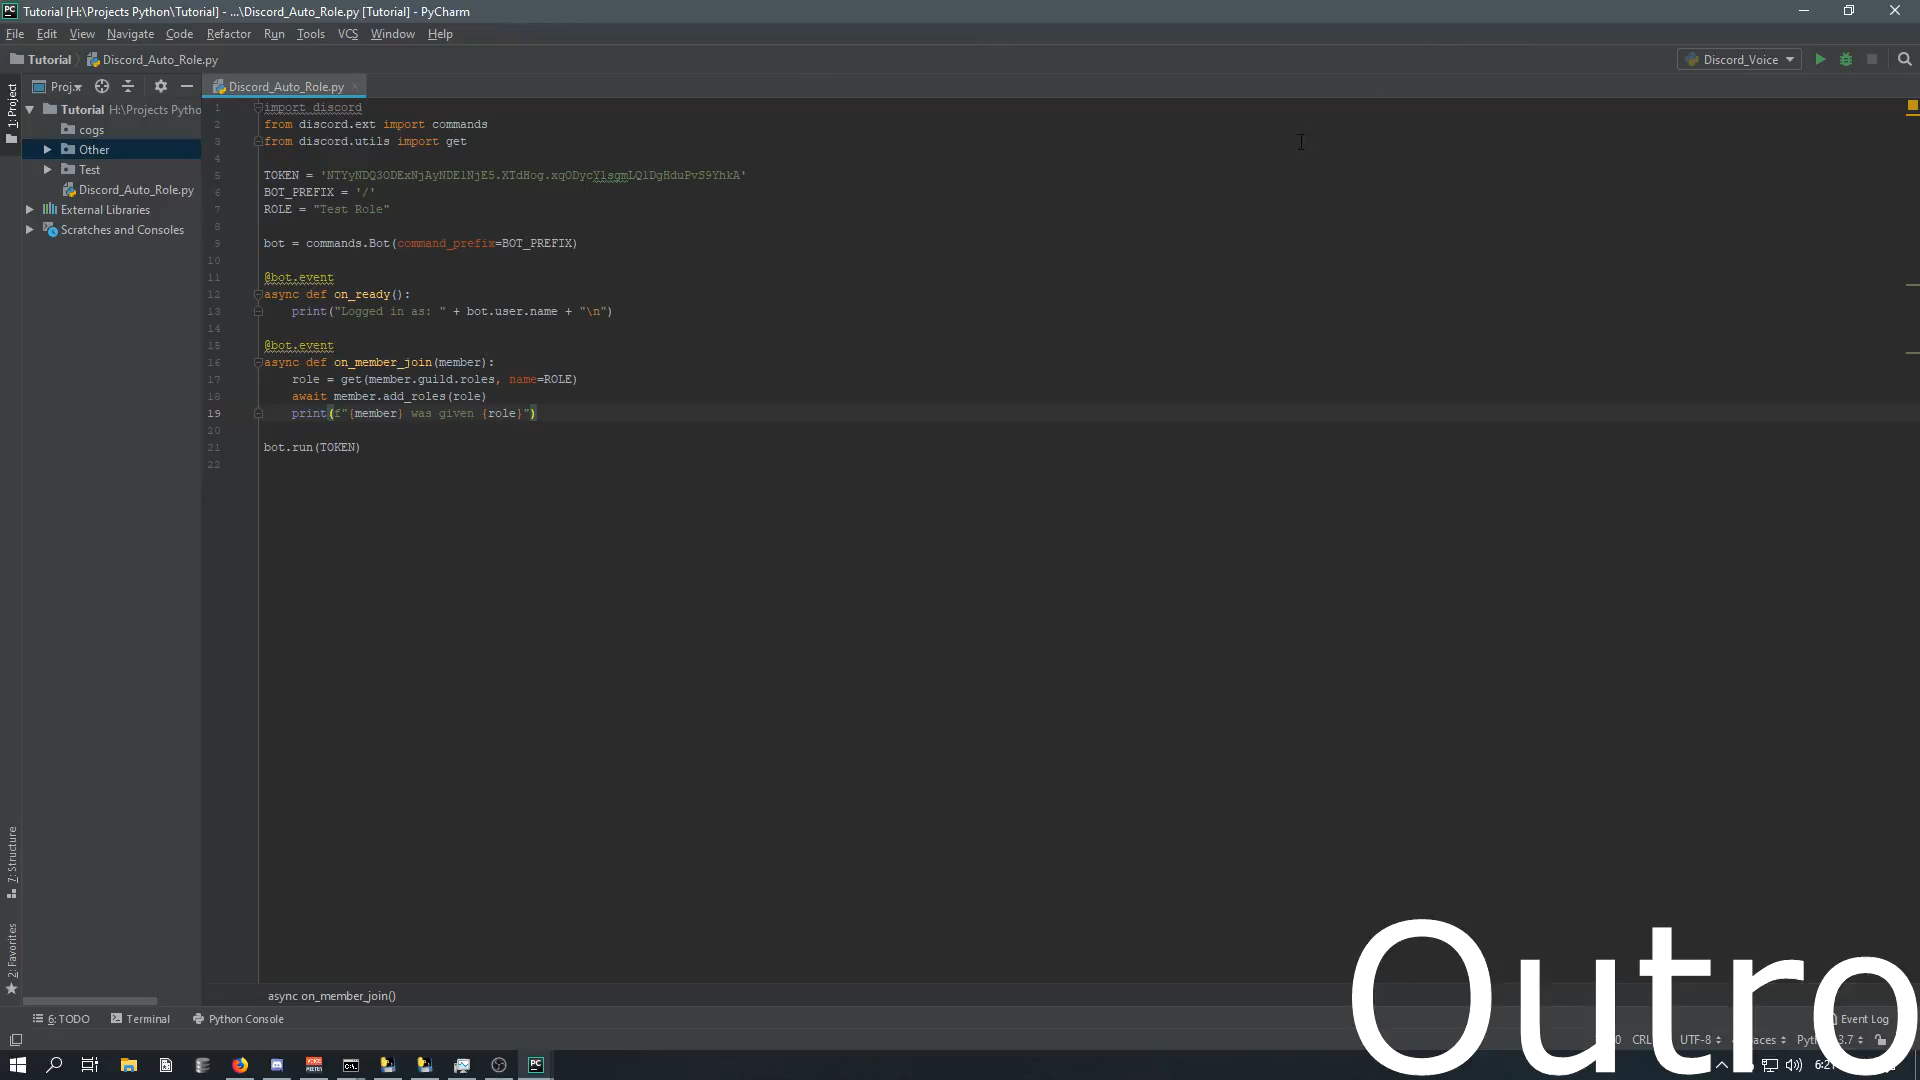 Tutorial [H:\Projects Python\Tutorial] - ...\Discord_Auto_Role.py [Tutorial] - PyCharm
File Edit View Navigate Code Refactor Run Tools VCS Window Help
Tutorial Discord_Auto_Role.py
Discord_Voice
1: Project
Proj
Discord_Auto_Role.py
Tutorial H:\Projects Pytho
cogs
Other
Test
Discord_Auto_Role.py
External Libraries
Scratches and Consoles
1 import discord
2 from discord.ext import commands
3 from discord.utils import get
4
5 TOKEN =
6 BOT_PREFIX = '/'
7 ROLE = "Test Role"
8
9 bot = commands.Bot(command_prefix=BOT_PREFIX)
10
11 @bot.event
12 async def on_ready():
13 print("Logged in as: " + bot.user.name + "\n")
14
15 @bot.event
16 async def on_member_join(member):
17 role = get(member.guild.roles, name=ROLE)
18 await member.add_roles(role)
19 print(f"{member} was given {role}")
20
21 bot.run(TOKEN)
22
7: Structure
2: Favorites
async on_member_join()
6: TODO Terminal Python Console
Event Log
CRL UTF-8 3.7
Outro